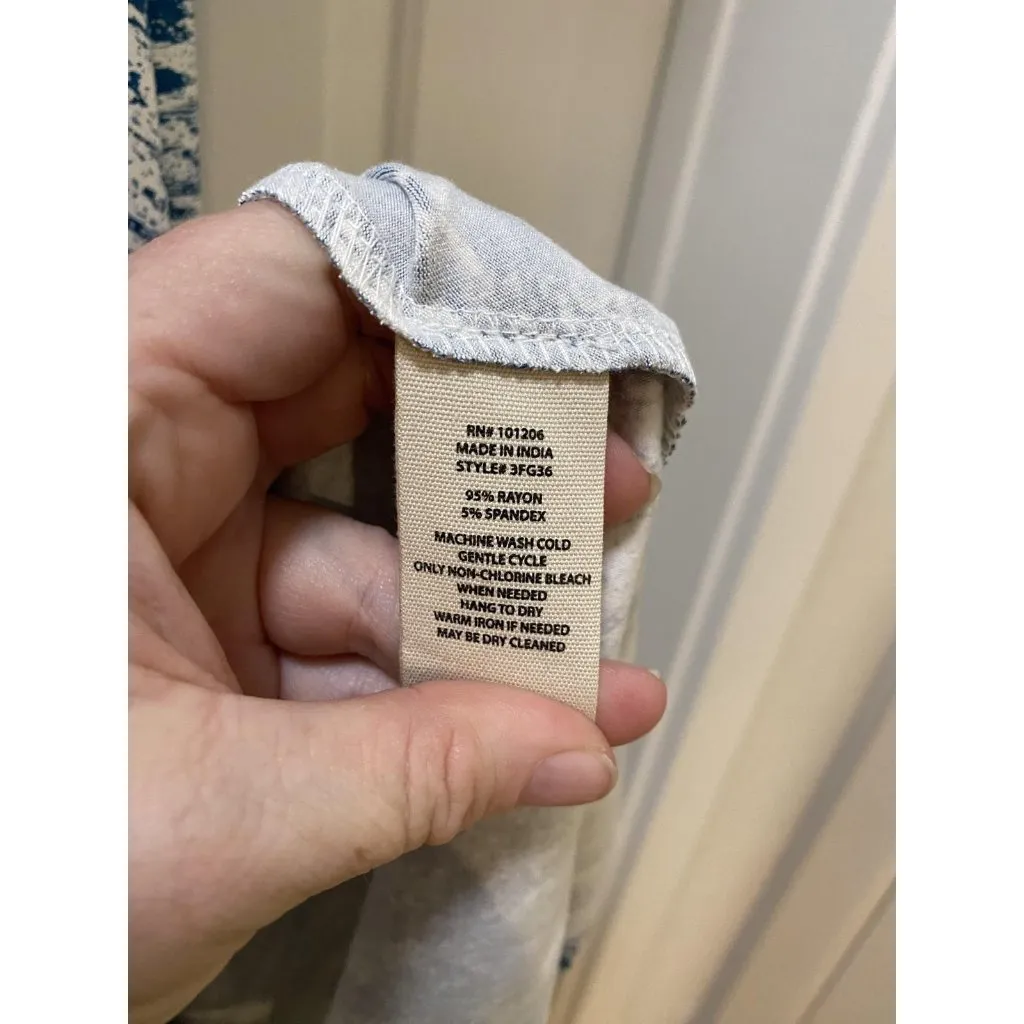 RN# 101206
MADE IN INDIA
STYLE# 3FG36
95% RAYON
5% SPANDEX
MACHINE WASH COLD
GENTLE CYCLE
ONLY NON-CHLORINE BLEACH
WHEN NEEDED
HANG TO DRY
WARM IRON IF NEEDED
MAY BE DRY CLEANED